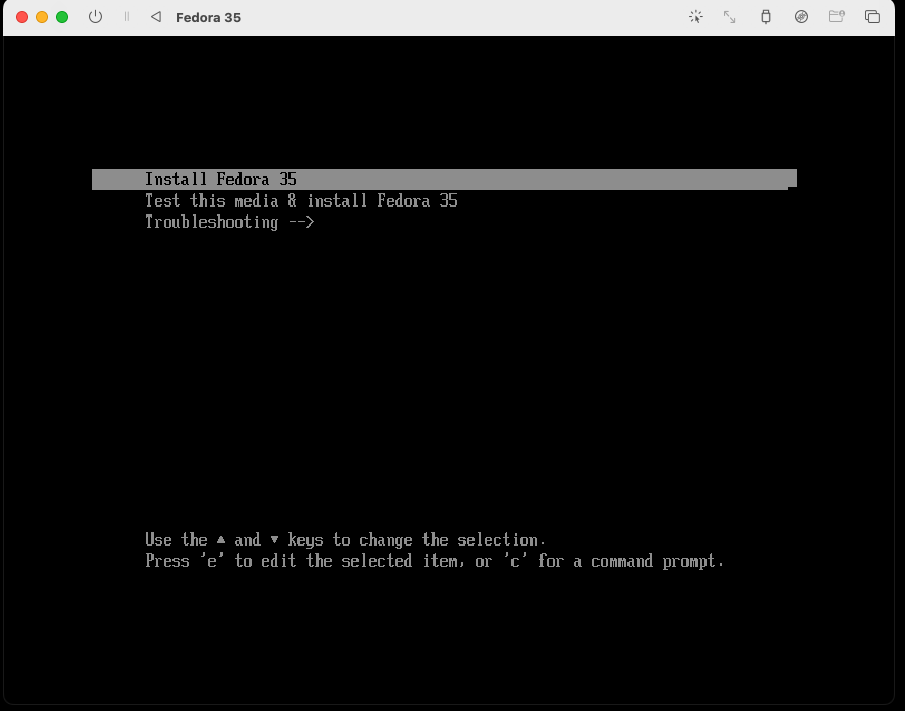 Fedora 35
Install Fedora 35
Test this media & install Fedora 35
Troubleshooting -->
Use the ▲ and ▼ keys to change the selection.
Press 'e' to edit the selected item, or 'c' for a command prompt.